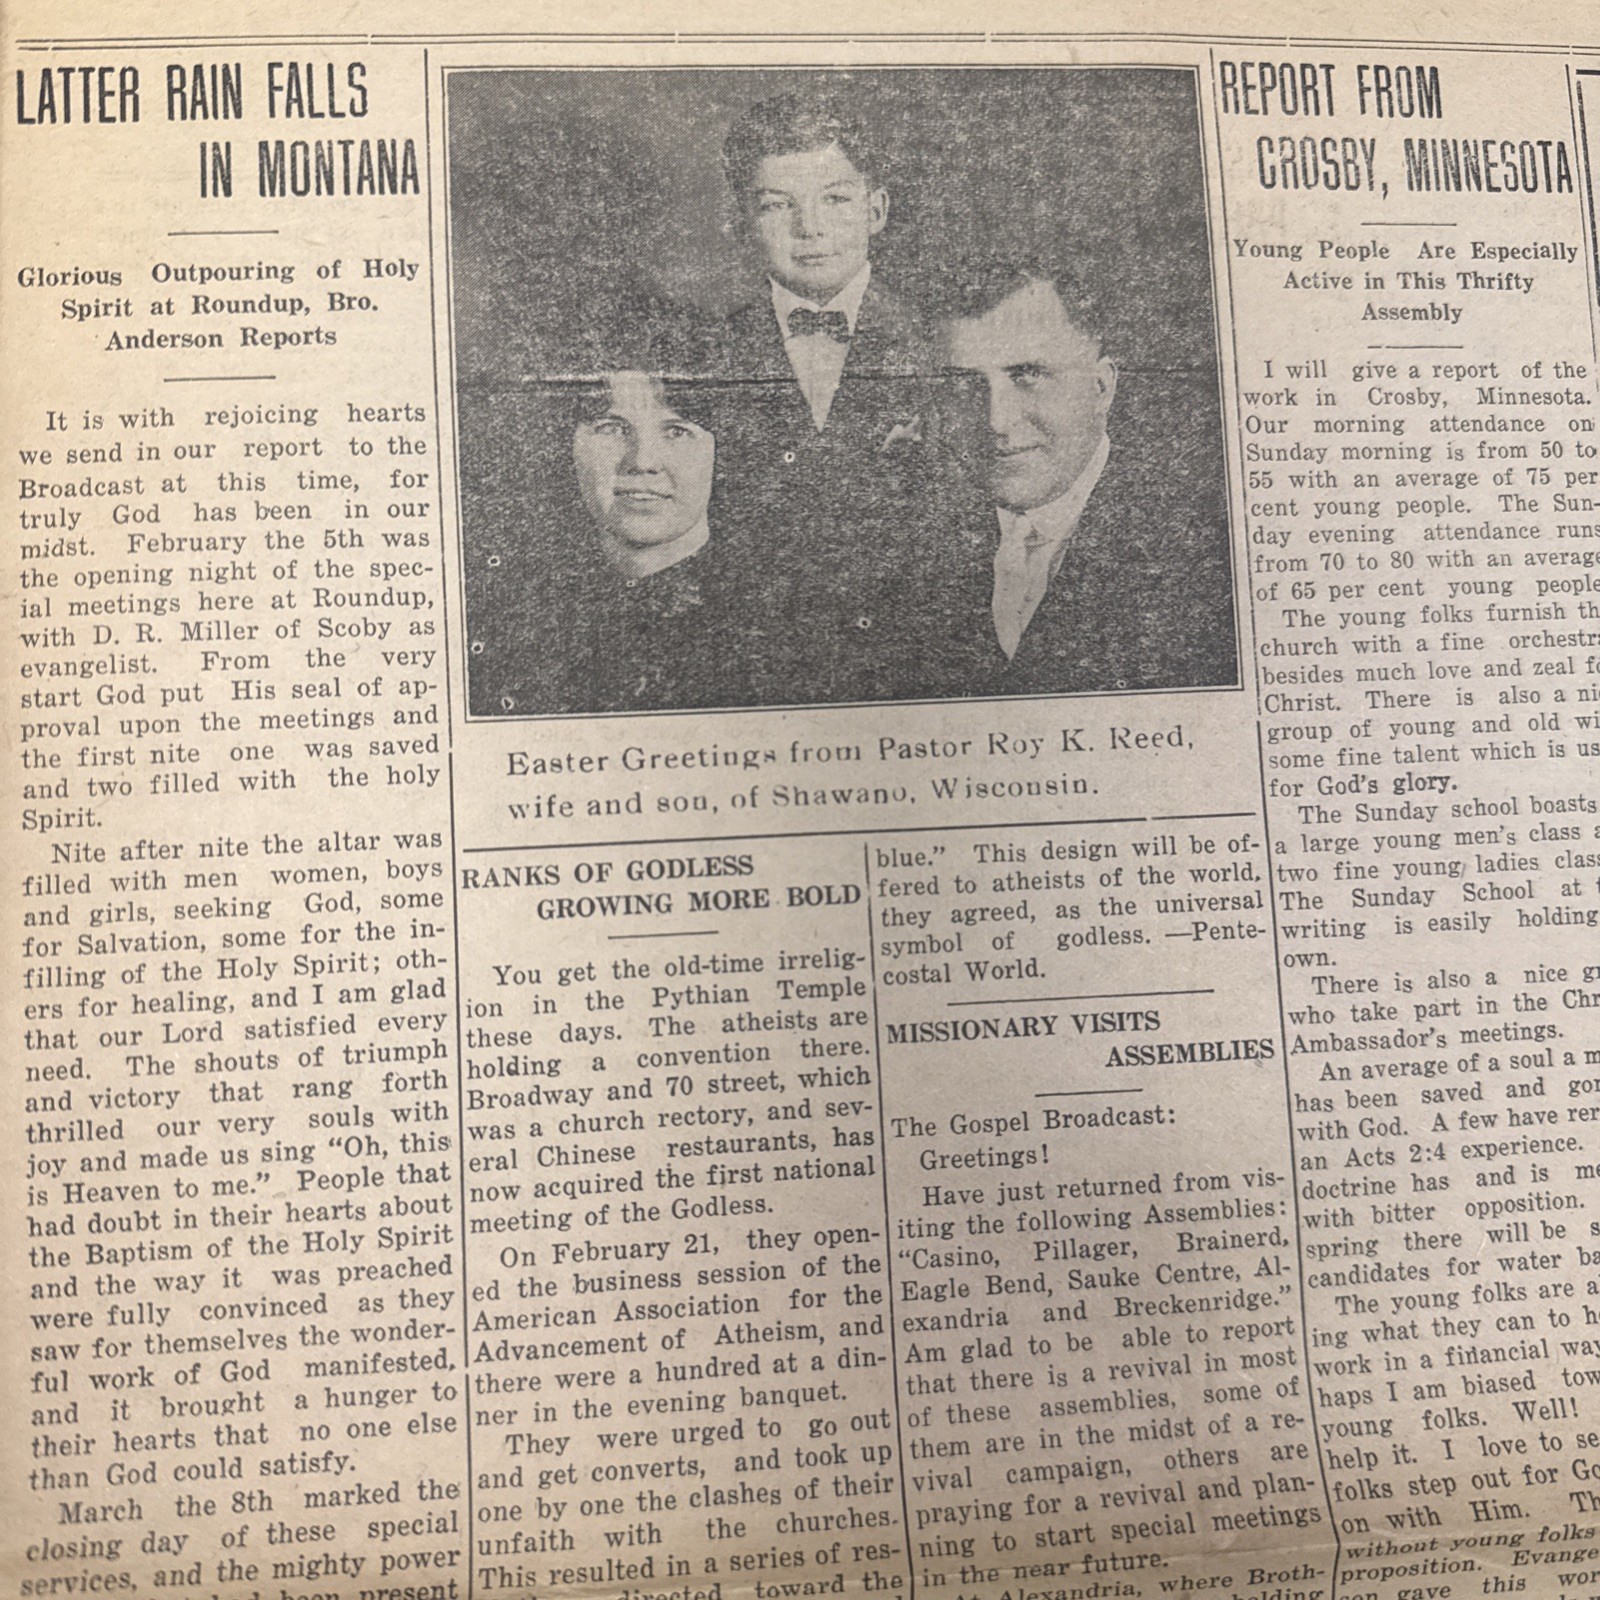 LATTER RAIN FALLS
IN MONTANA
Glorious Outpouring of Holy
Spirit at Roundup, Bro.
Anderson Reports
It is with rejoicing hearts
we send in our report to the
Broadcast at this time, for
truly God has been in our
midst. February the 5th was
the opening night of the spec-
ial meetings here at Roundup,
with D. R. Miller of Scoby as
evangelist. From the very
start God put His seal of ap-
proval upon the meetings and
the first nite one was saved
and two filled with the holy
Spirit.
Nite after nite the altar was
filled with men women, boys
and girls, seeking God, some
for Salvation, some for the in-
filling of the Holy Spirit; oth-
ers for healing, and I am glad
that our Lord satisfied every
need. The shouts of triumph
and victory that rang forth
thrilled our very souls with
joy and made us sing "Oh, this
is Heaven to me." People that
had doubt in their hearts about
the Baptism of the Holy Spirit
and the way it was preached
were fully convinced as they
saw for themselves the wonder-
ful work of God manifested,
and it brought a hunger to
their hearts that no one else
than God could satisfy.
March the 8th marked the
closing day of these special
services, and the mighty power
been present
Easter Greetings from Pastor Roy K. Reed,
wife and son, of Shawano, Wisconsin.
RANKS OF GODLESS
GROWING MORE BOLD
You get the old-time irrelig-
ion in the Pythian Temple
these days. The atheists are
holding a convention there.
Broadway and 70 street, which
was a church rectory, and sev-
eral Chinese restaurants, has
now acquired the first national
meeting of the Godless.
On February 21, they open-
ed the business session of the
American Association for the
Advancement of Atheism, and
there were a hundred at a din-
ner in the evening banquet.
They were urged to go out
and get converts, and took up
one by one the clashes of their
unfaith with the churches.
This resulted in a series of res-
directed toward the
blue." This design will be of-
fered to atheists of the world,
they agreed, as the universal
symbol of godless. —Pente-
costal World.
MISSIONARY VISITS
ASSEMBLIES
The Gospel Broadcast:
Greetings!
Have just returned from vis-
iting the following Assemblies:
"Casino, Pillager, Brainerd,
Eagle Bend, Sauke Centre, Al-
exandria and Breckenridge."
Am glad to be able to report
that there is a revival in most
of these assemblies, some of
them are in the midst of a re-
vival campaign, others are
praying for a revival and plan-
ning to start special meetings
in the near future.
At Alexandria, where Broth-
holding
REPORT FROM
CROSBY, MINNESOTA
Young People Are Especially
Active in This Thrifty
Assembly
I will give a report of the
work in Crosby, Minnesota.
Our morning attendance on
Sunday morning is from 50 to
55 with an average of 75 per
cent young people. The Sun-
day evening attendance runs
from 70 to 80 with an average
of 65 per cent young people
The young folks furnish th
church with a fine orchestra
besides much love and zeal fo
Christ. There is also a ni
group of young and old wi
some fine talent which is us
for God's glory.
The Sunday school boasts
a large young men's class a
two fine young ladies class
The Sunday School at t
writing is easily holding
own.
There is also a nice gr
who take part in the Chr
Ambassador's meetings.
An average of a soul a m
has been saved and gon
with God. A few have re
an Acts 2:4 experience.
doctrine has and is me
with bitter opposition.
spring there will be s
candidates for water ba
The young folks are a
ing what they can to he
work in a financial way
haps I am biased tow
young folks. Well!
help it. I love to se
folks step out for Go
on with Him. Th
without young folks
proposition. Evange
son gave this wor